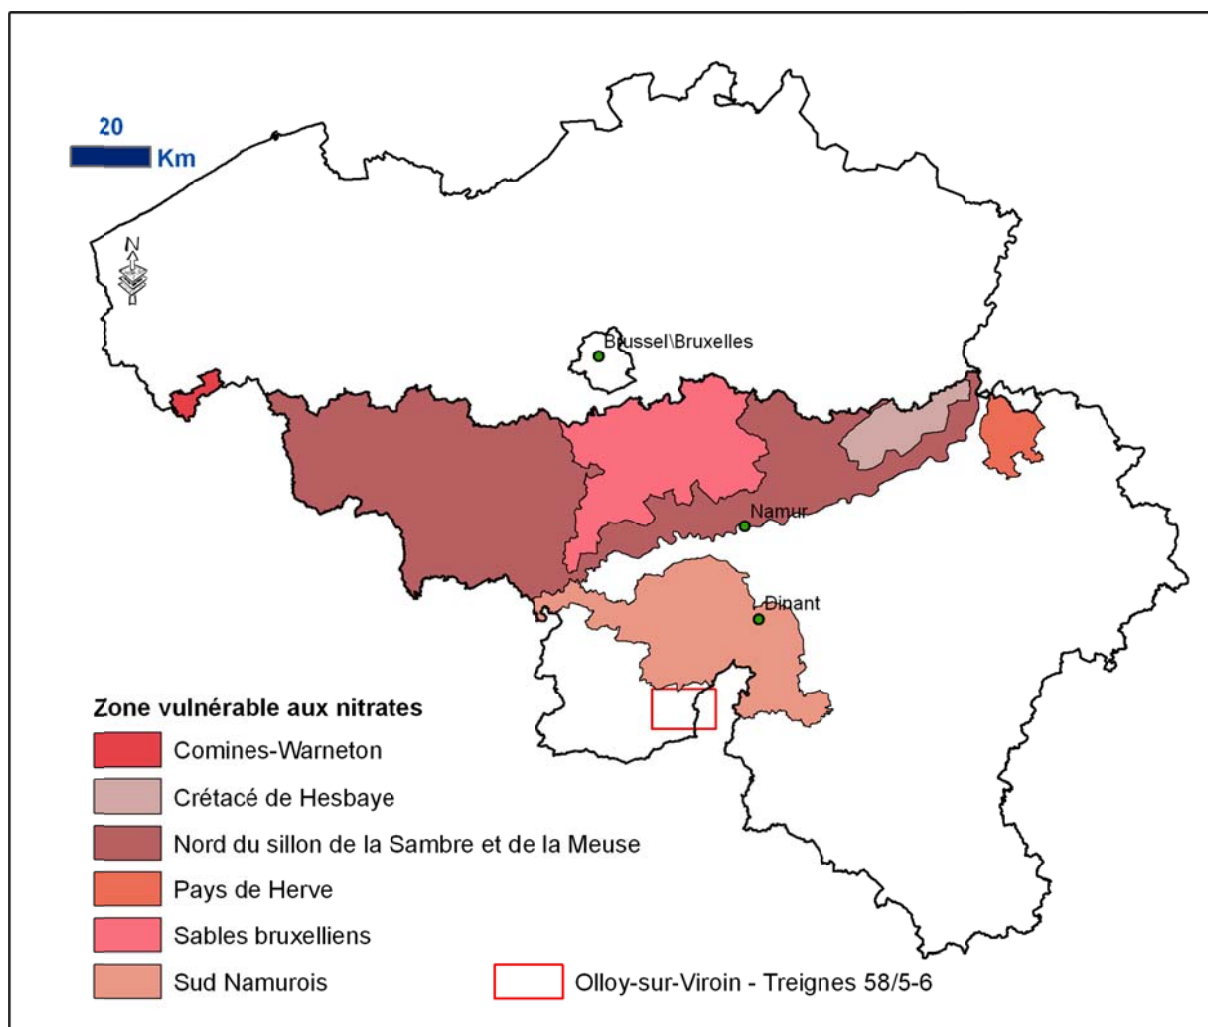 20
Km
N
Brussel\Bruxelles
Namur
Dinant
Zone vulnérable aux nitrates
Comines-Warneton
Crétacé de Hesbaye
Nord du sillon de la Sambre et de la Meuse
Pays de Herve
Sables bruxelliens
Sud Namurois
Olloy-sur-Viroin - Treignes 58/5-6